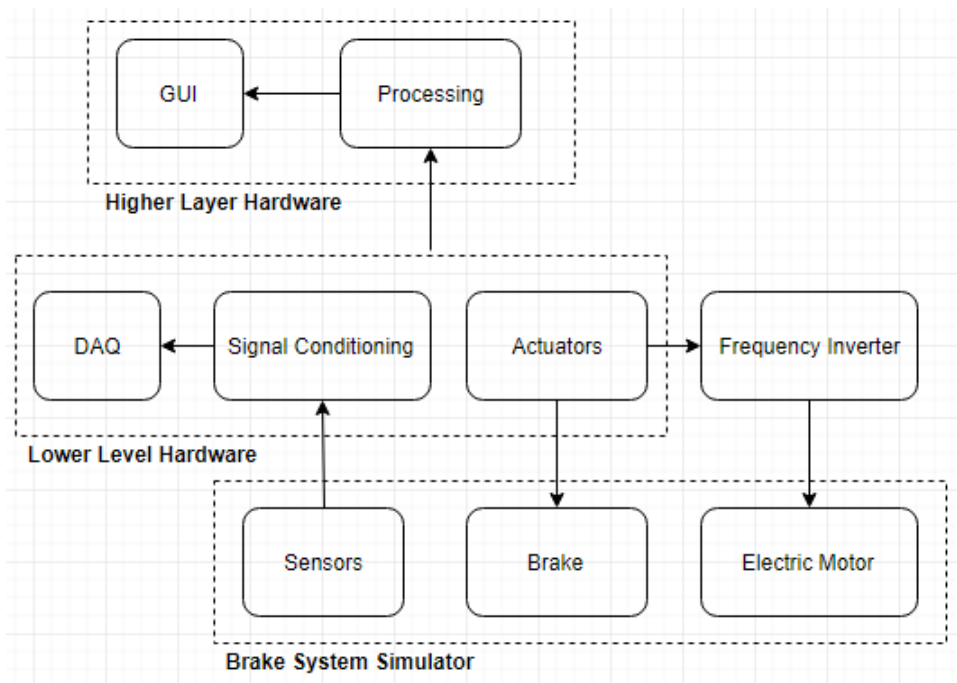 GUI
Processing
Higher Layer Hardware
DAQ
Signal Conditioning
Actuators
Frequency Inverter
Lower Level Hardware
Sensors
Brake
Electric Motor
Brake System Simulator